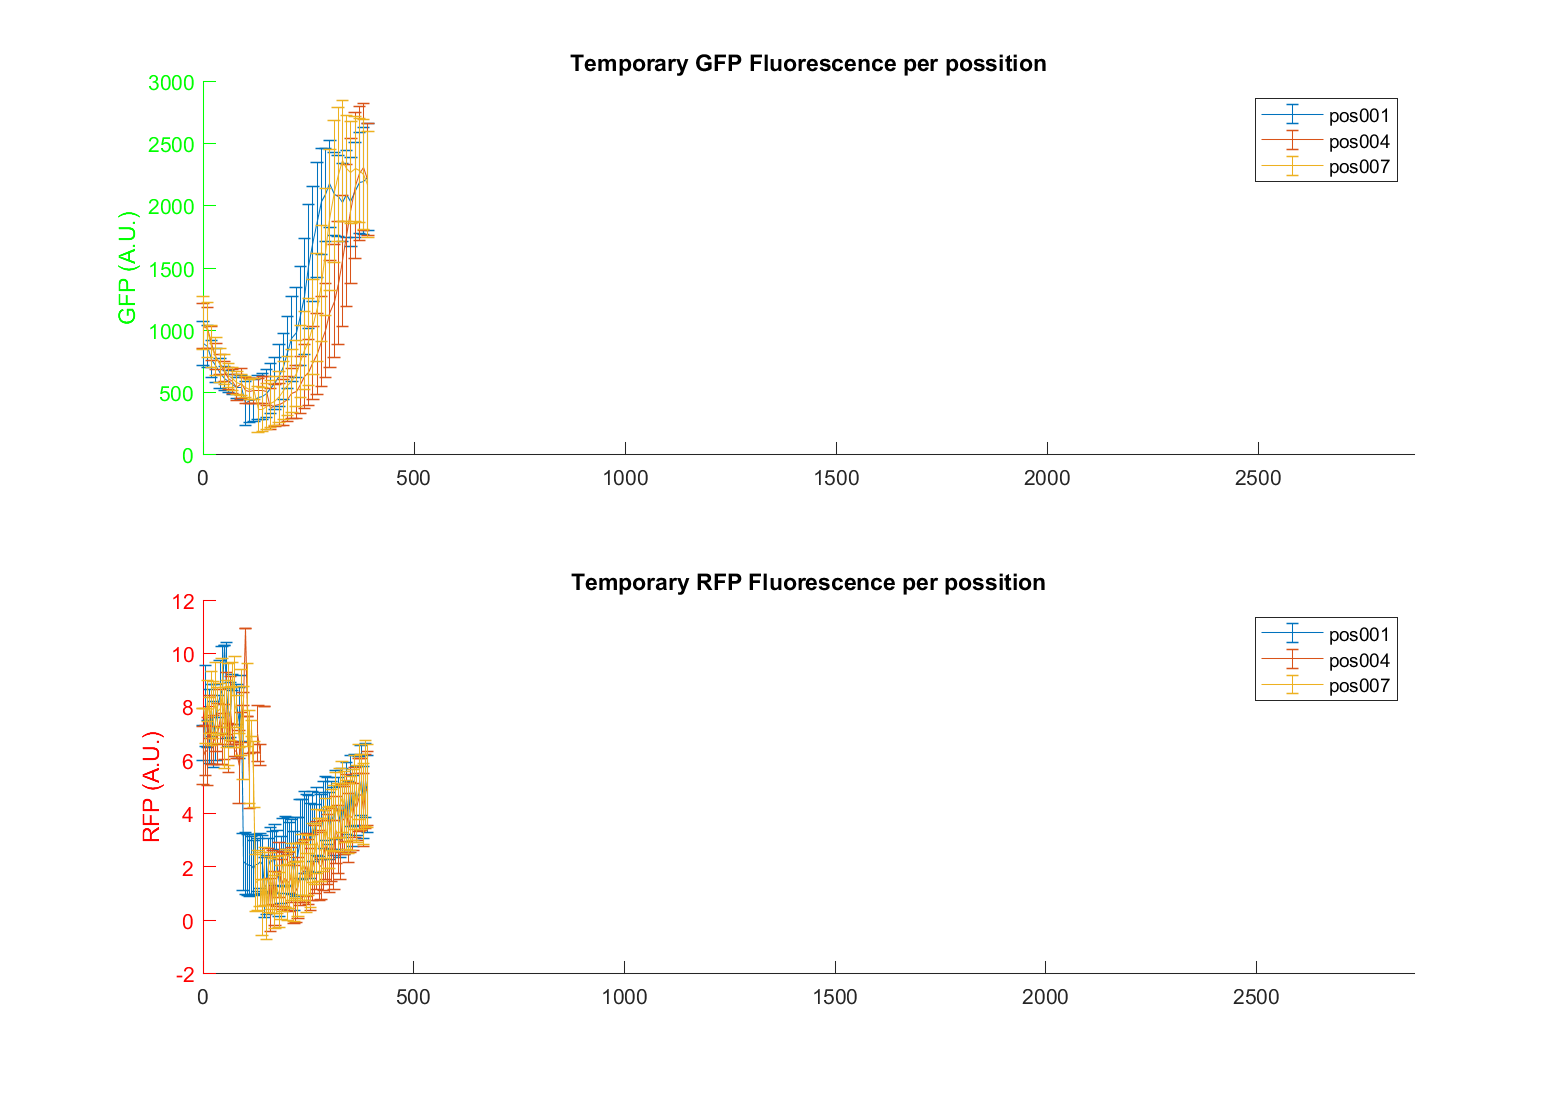 Temporary GFP Fluorescence per possition
3000
2500
2000
1500
1000
500
0
GFP (A.U.)
pos001
pos004
pos007
0 500 1000 1500 2000 2500
Temporary RFP Fluorescence per possition
12
10
8
6
4
2
0
-2
RFP (A.U.)
pos001
pos004
pos007
0 500 1000 1500 2000 2500